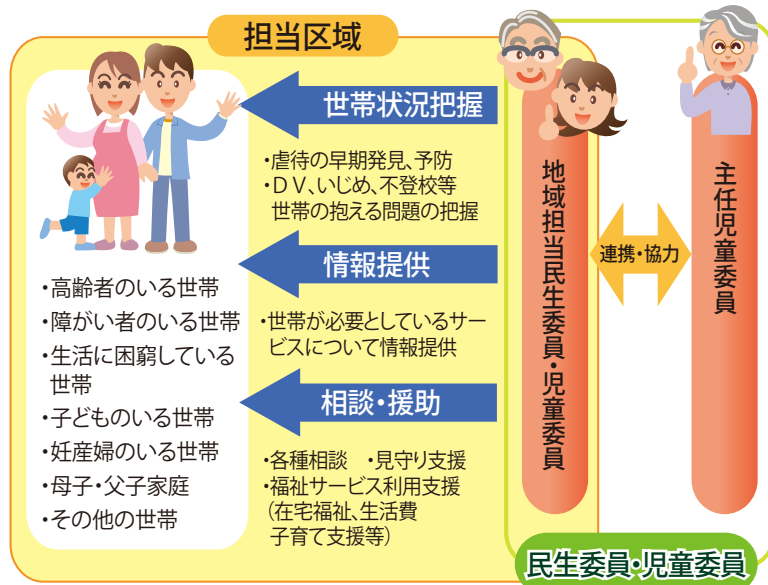 担当区域
世帯状況把握
・虐待の早期発見、予防
・ＤＶ、いじめ、不登校等
世帯の抱える問題の把握
情報提供
・世帯が必要としているサー
ビスについて情報提供
相談・援助
・各種相談　・見守り支援
・福祉サービス利用支援
(在宅福祉、生活費
子育て支援等)
・高齢者のいる世帯
・障がい者のいる世帯
・生活に困窮している
世帯
・子どものいる世帯
・妊産婦のいる世帯
・母子・父子家庭
・その他の世帯
地域担当民生委員・児童委員
連携・協力
主任児童委員
民生委員・児童委員